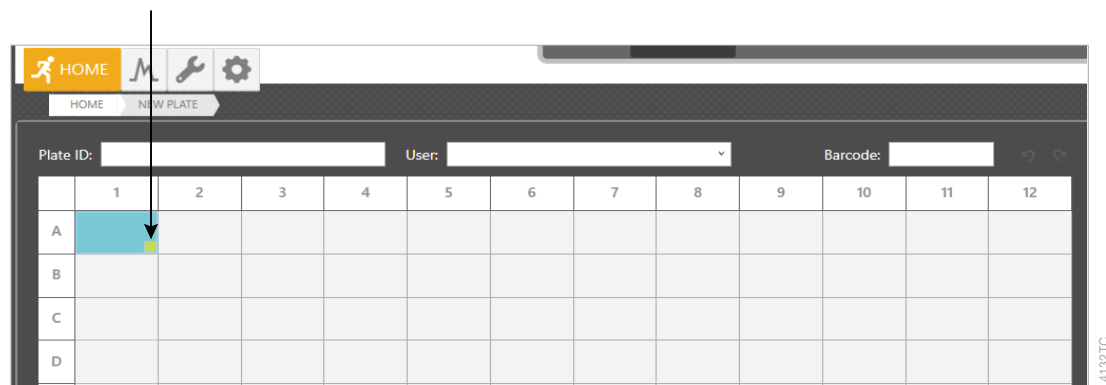 HOME
HOME NEW PLATE
Plate ID: User: Barcode:
1 2 3 4 5 6 7 8 9 10 11 12
A
B
C
D
4132TC